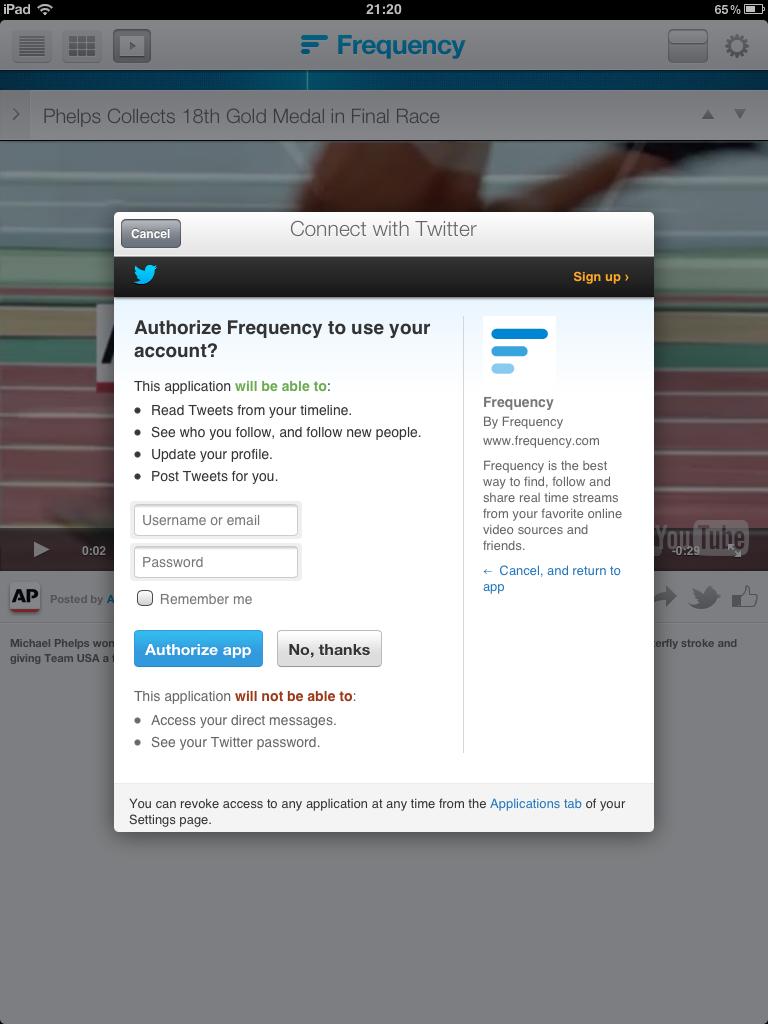 iPad 21:20 65%
Frequency
Phelps Collects 18th Gold Medal in Final Race
Cancel Connect with Twitter
Sign up ›
Authorize Frequency to use your
account?
This application will be able to:
• Read Tweets from your timeline.
• See who you follow, and follow new people.
• Update your profile.
• Post Tweets for you.
Username or email
Password
Remember me
Authorize app No, thanks
This application will not be able to:
• Access your direct messages.
• See your Twitter password.
Frequency
By Frequency
www.frequency.com
Frequency is the best
way to find, follow and
share real time streams
from your favorite online
video sources and
friends.
← Cancel, and return to
app
You can revoke access to any application at any time from the Applications tab of your
Settings page.
YouTube
0:02 -0:29
AP Posted by
Michael Phelps won erfly stroke and
giving Team USA a